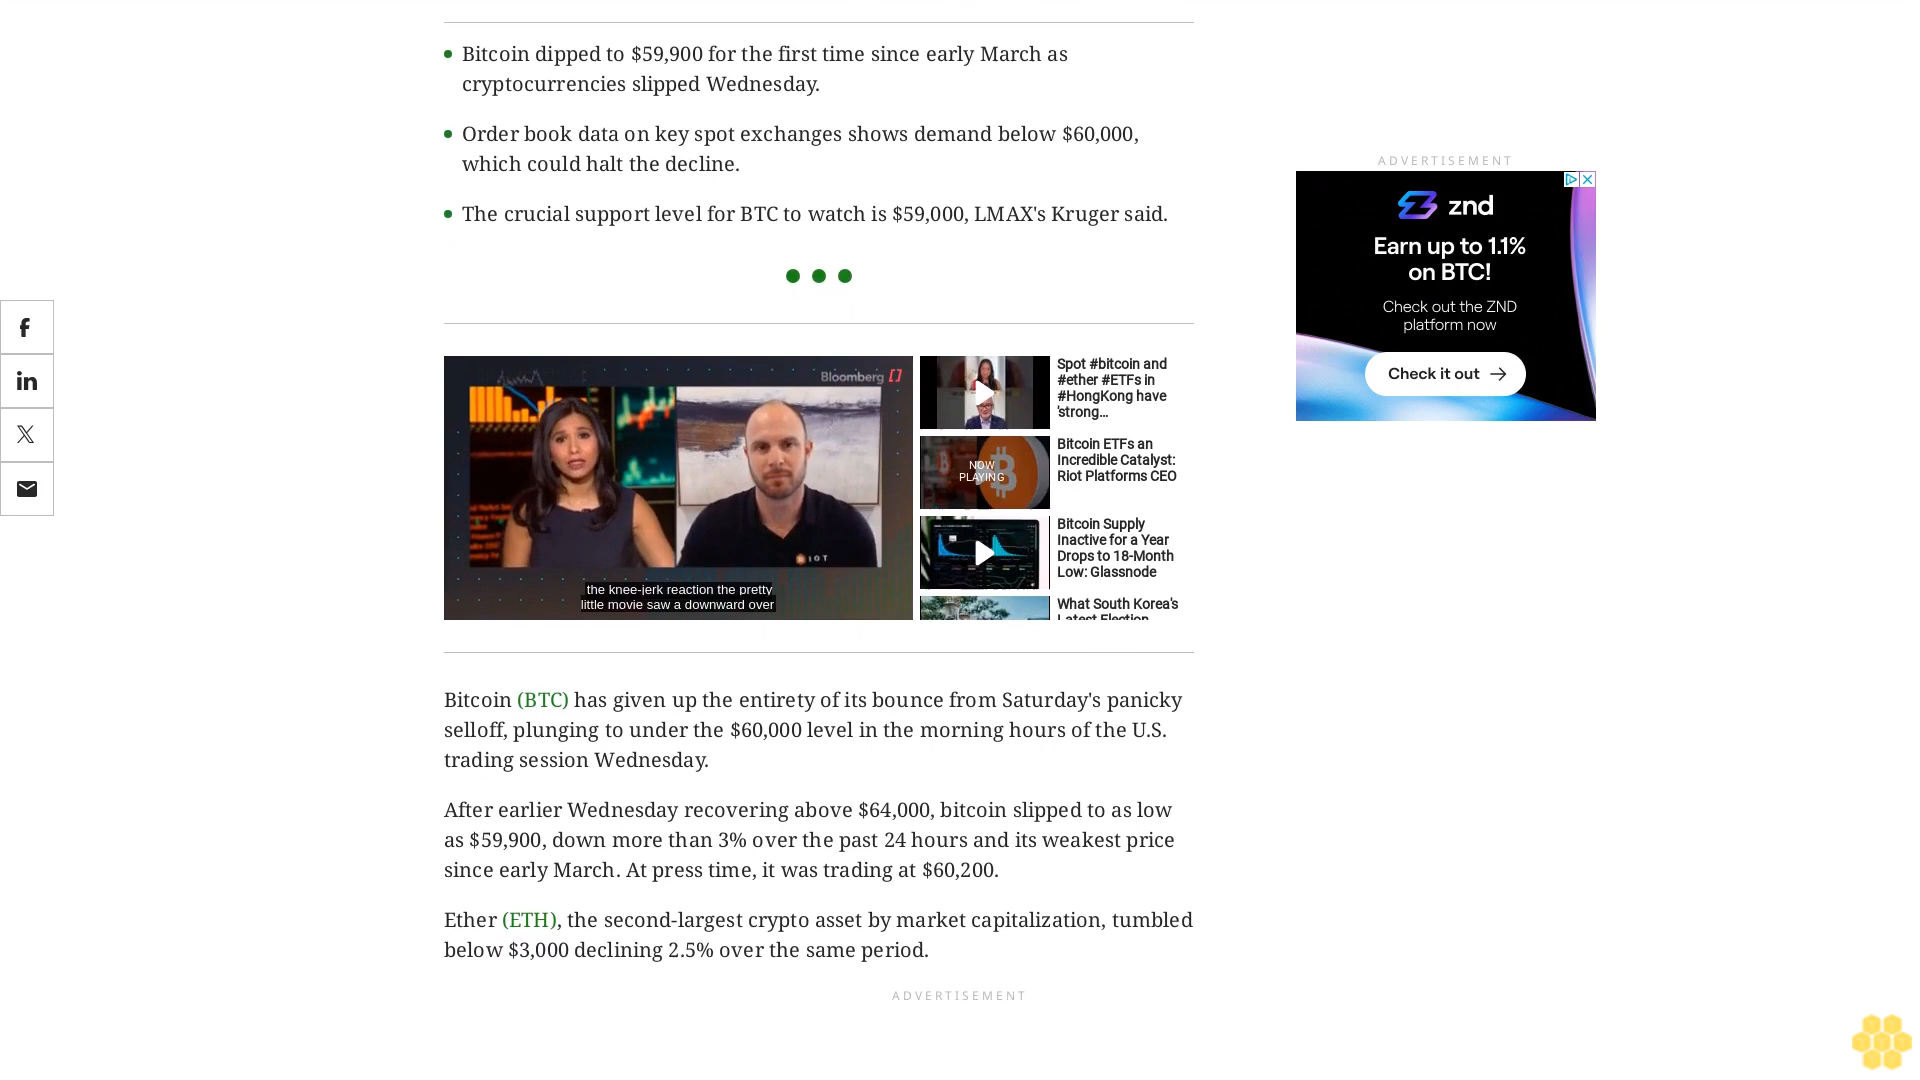 Bitcoin dipped to $59,900 for the first time since early March as
cryptocurrencies slipped Wednesday.
Order book data on key spot exchanges shows demand below $60,000,
which could halt the decline.
The crucial support level for BTC to watch is $59,000, LMAX's Kruger said.
ADVERTISEMENT
znd
Earn up to 1.1%
on BTC!
Check out the ZND
platform now
Check it out
Bloomberg
IOT
the knee-jerk reaction the pretty
little movie saw a downward over
Spot #bitcoin and
#ether #ETFs in
#HongKong have
'strong...
NOW
PLAYING
Bitcoin ETFs an
Incredible Catalyst:
Riot Platforms CEO
Bitcoin Supply
Inactive for a Year
Drops to 18-Month
Low: Glassnode
What South Korea's
Latest Election
Bitcoin (BTC) has given up the entirety of its bounce from Saturday's panicky
selloff, plunging to under the $60,000 level in the morning hours of the U.S.
trading session Wednesday.
After earlier Wednesday recovering above $64,000, bitcoin slipped to as low
as $59,900, down more than 3% over the past 24 hours and its weakest price
since early March. At press time, it was trading at $60,200.
Ether (ETH), the second-largest crypto asset by market capitalization, tumbled
below $3,000 declining 2.5% over the same period.
ADVERTISEMENT